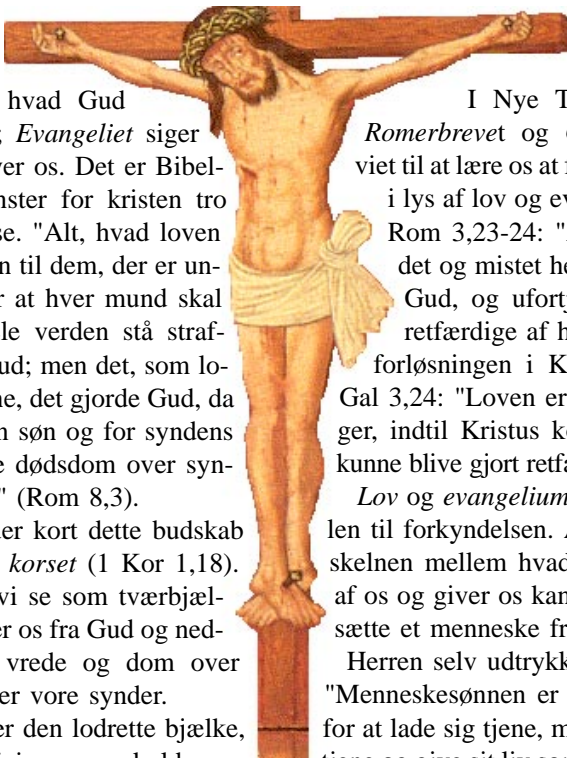 hvad Gud
Evangeliet siger
ver os. Det er Bibel-
nster for kristen tro
se. "Alt, hvad loven
n til dem, der er un-
r at hver mund skal
le verden stå straf-
ud; men det, som lo-
ne, det gjorde Gud, da
n søn og for syndens
e dødsdom over syn-
" (Rom 8,3).
der kort dette budskab
korset (1 Kor 1,18).
vi se som tværbjæl-
er os fra Gud og ned-
vrede og dom over
er vore synder.
er den lodrette bjælke,
I Nye T
Romerbrevet og
viet til at lære os at f
i lys af lov og ev
Rom 3,23-24: "
det og mistet he
Gud, og ufortj
retfærdige af h
forløsningen i K
Gal 3,24: "Loven er
ger, indtil Kristus k
kunne blive gjort retfæ
Lov og evangelium
len til forkyndelsen. A
skelnen mellem hvad
af os og giver os kan
sætte et menneske fr
Herren selv udtrykk
"Menneskesønnen er
for at lade sig tjene, m